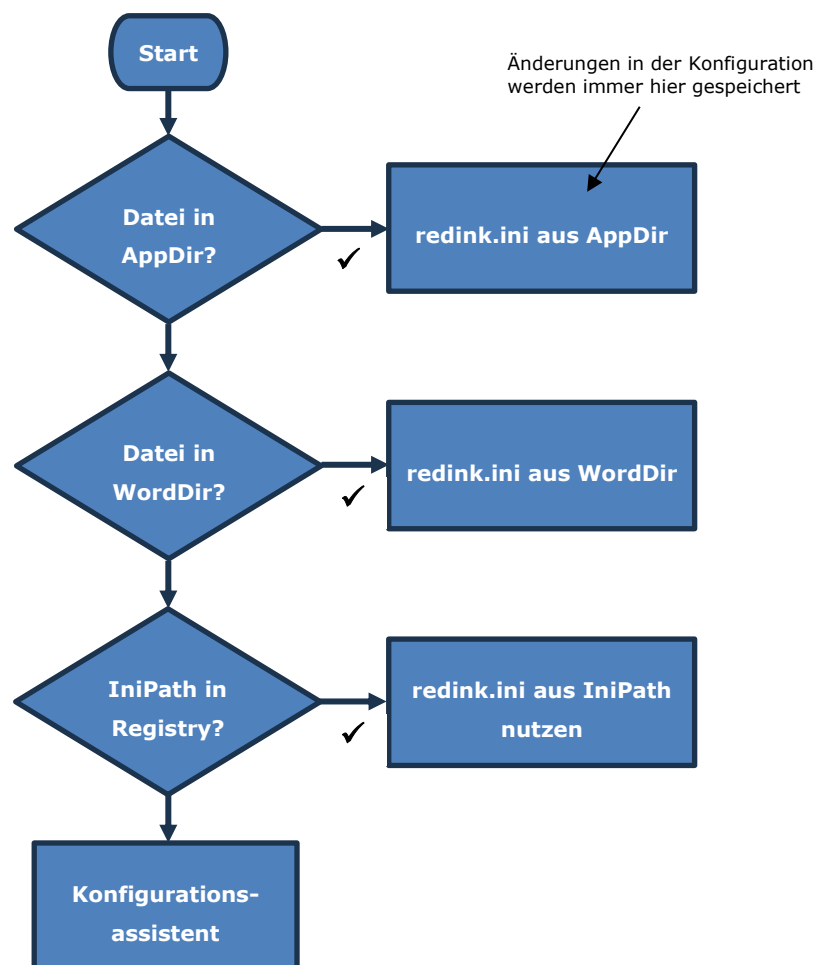 Start
Änderungen in der Konfiguration
werden immer hier gespeichert
Datei in
AppDir?
✓
redink.ini aus AppDir
Datei in
WordDir?
✓
redink.ini aus WordDir
IniPath in
Registry?
✓
redink.ini aus IniPath
nutzen
Konfigurations-
assistent